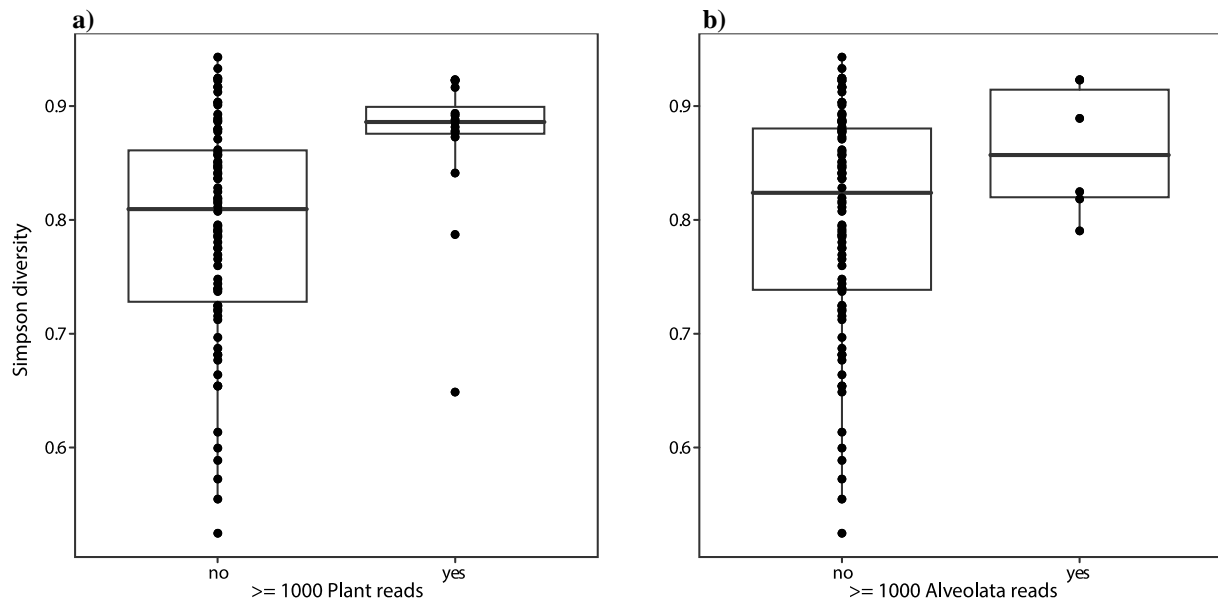 a)
Simpson diversity
0.9
0.8
0.7
0.6
no
yes
>= 1000 Plant reads
b)
0.9
0.8
0.7
0.6
no
yes
>= 1000 Alveolata reads